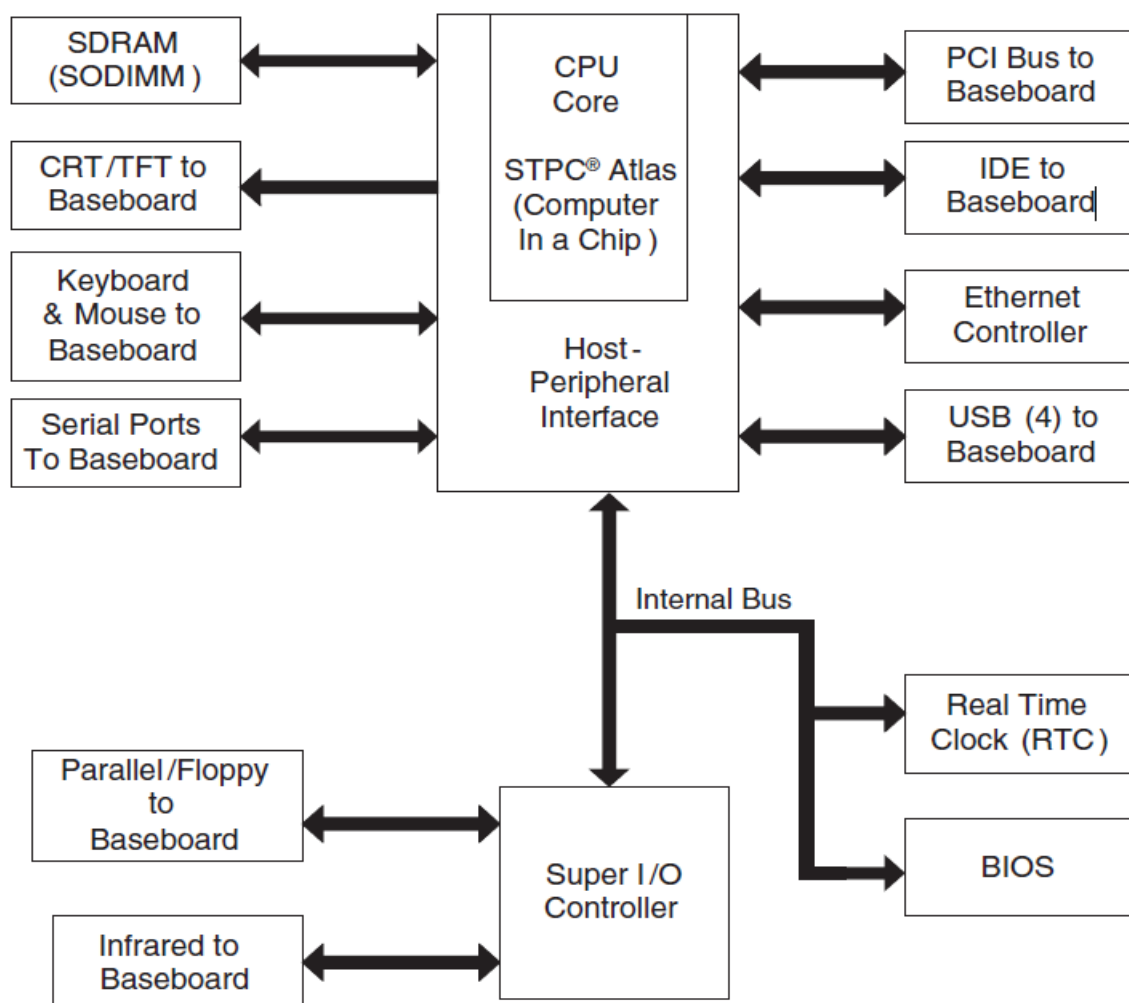 SDRAM
(SODIMM)
CRT/TFT to
Baseboard
Keyboard
& Mouse to
Baseboard
Serial Ports
To Baseboard
CPU
Core
STPC® Atlas
(Computer
In a Chip)
Host-
Peripheral
Interface
PCI Bus to
Baseboard
IDE to
Baseboard
Ethernet
Controller
USB (4) to
Baseboard
Internal Bus
Real Time
Clock (RTC)
BIOS
Parallel/Floppy
to
Baseboard
Infrared to
Baseboard
Super I/O
Controller